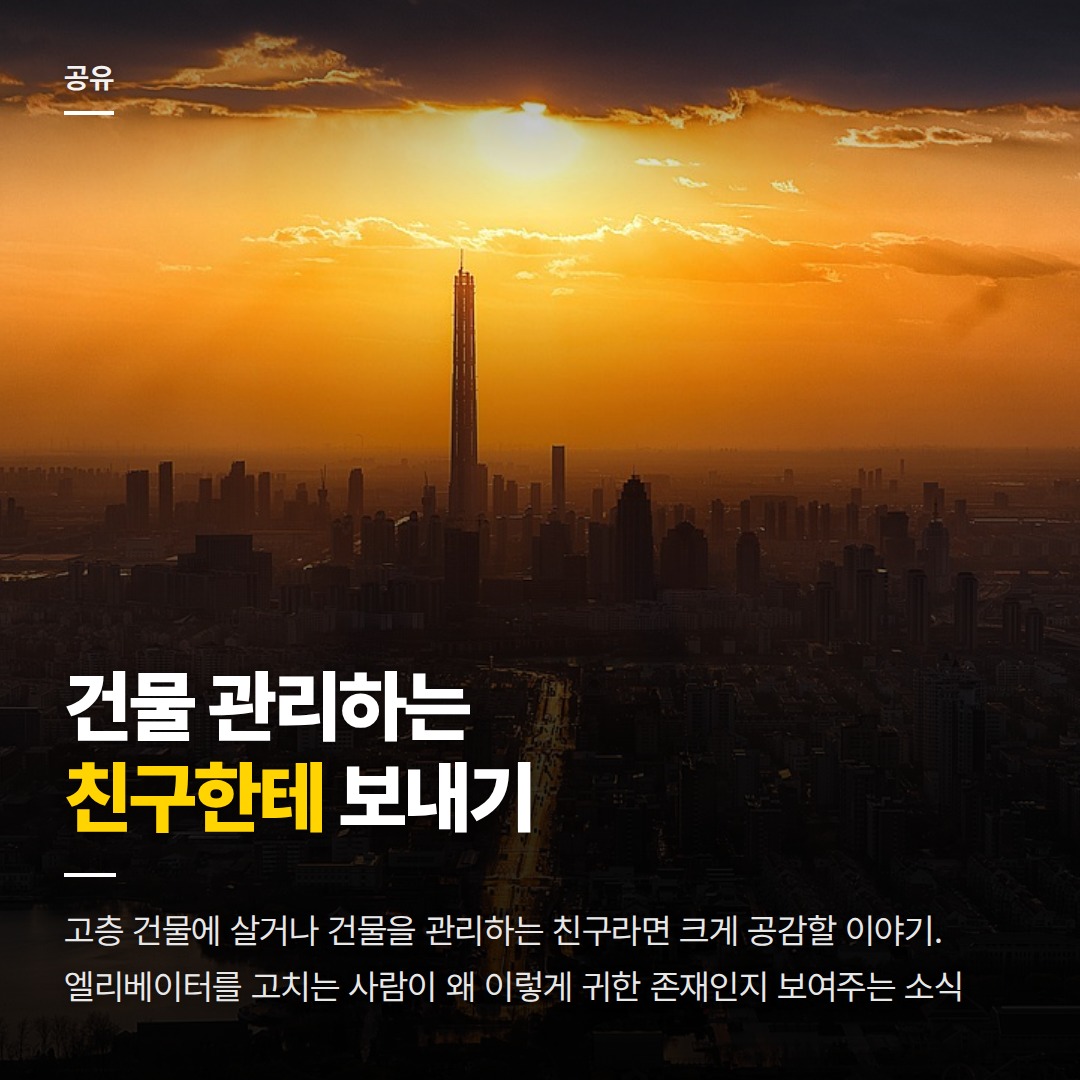 공유
건물 관리하는
친구한테 보내기
고층 건물에 살거나 건물을 관리하는 친구라면 크게 공감할 이야기.
엘리베이터를 고치는 사람이 왜 이렇게 귀한 존재인지 보여주는 소식